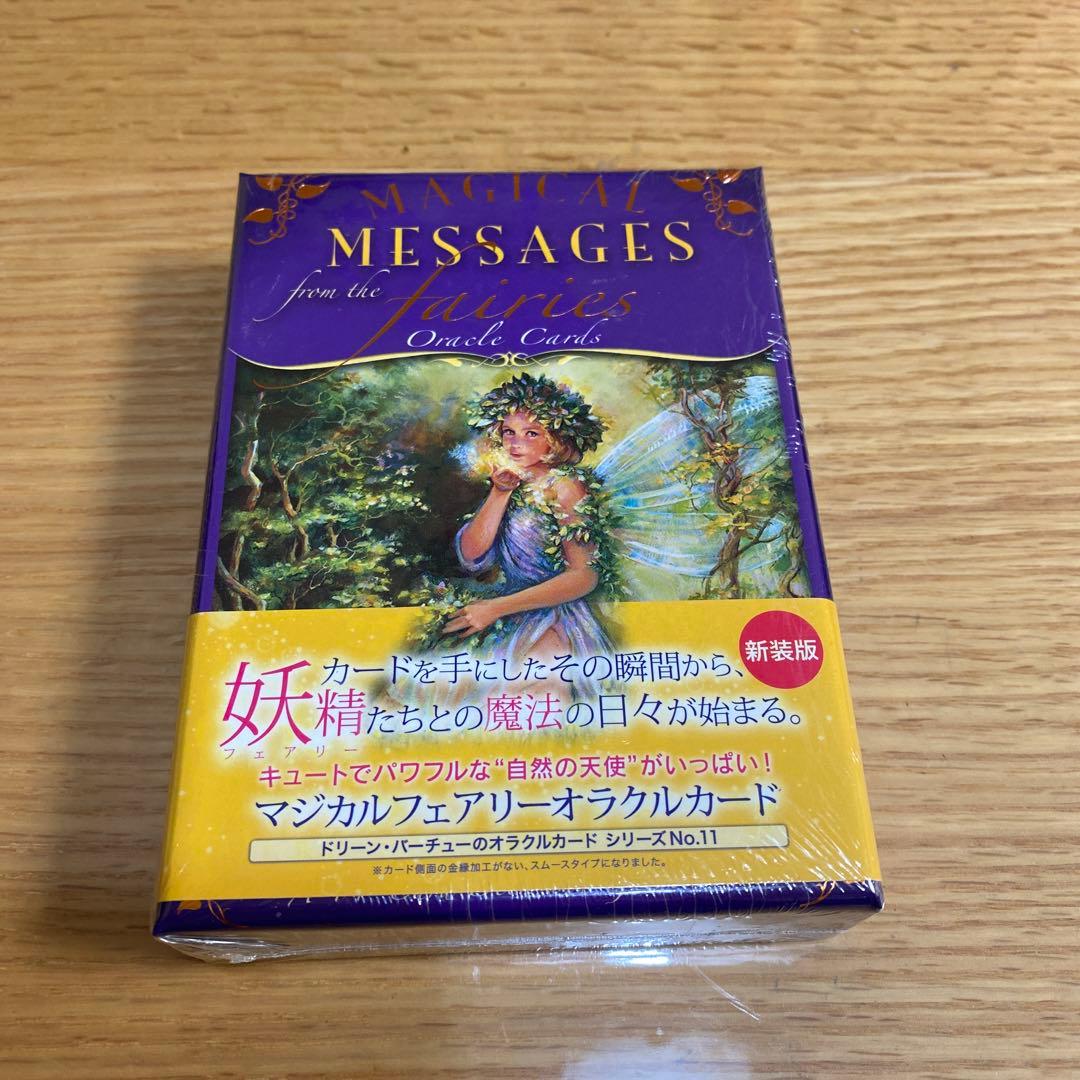 MAGICAL
MESSAGES
from the fairies
Oracle Cards
新装版
カードを手にしたその瞬間から、
妖精たちとの魔法の日々が始まる。
フェアリー
キュートでパワフルな“自然の天使”がいっぱい!
マジカルフェアリーオラクルカード
ドリーン・バーチューのオラクルカード シリーズNo.11
※カード側面の金縁加工がない、スムースタイプになりました。